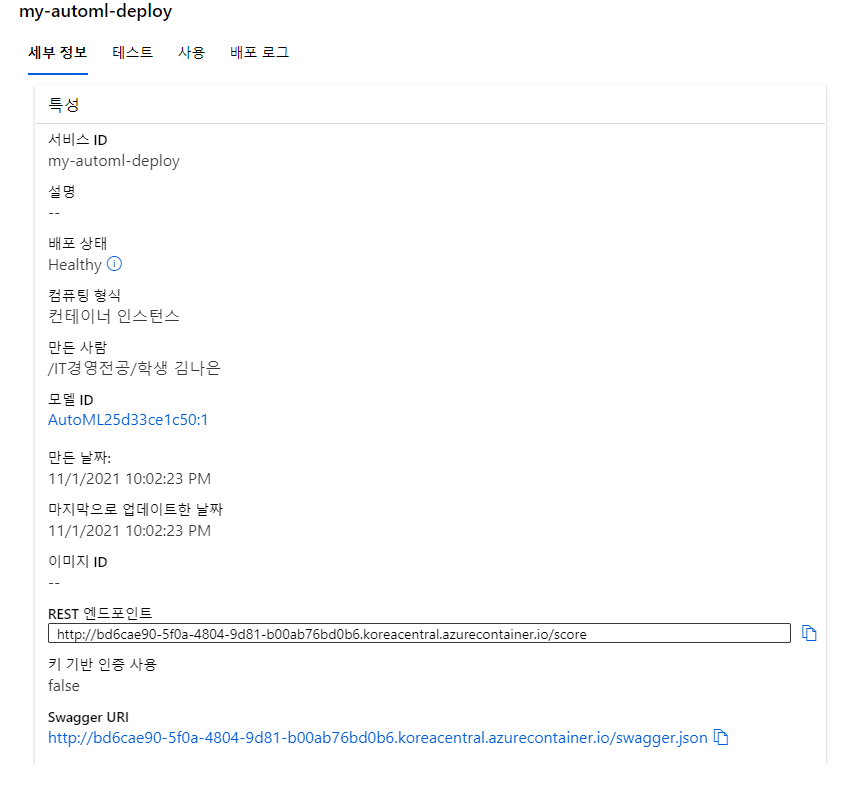 my-automl-deploy
세부 정보 테스트 사용 배포 로그
특성
서비스 ID
my-automl-deploy
설명
--
배포 상태
Healthy
컴퓨팅 형식
컨테이너 인스턴스
만든 사람
/IT경영전공/학생 김나은
모델 ID
AutoML25d33ce1c50:1
만든 날짜:
11/1/2021 10:02:23 PM
마지막으로 업데이트한 날짜
11/1/2021 10:02:23 PM
이미지 ID
--
REST 엔드포인트
http://bd6cae90-5f0a-4804-9d81-b00ab76bd0b6.koreacentral.azurecontainer.io/score
키 기반 인증 사용
false
Swagger URI
http://bd6cae90-5f0a-4804-9d81-b00ab76bd0b6.koreacentral.azurecontainer.io/swagger.json